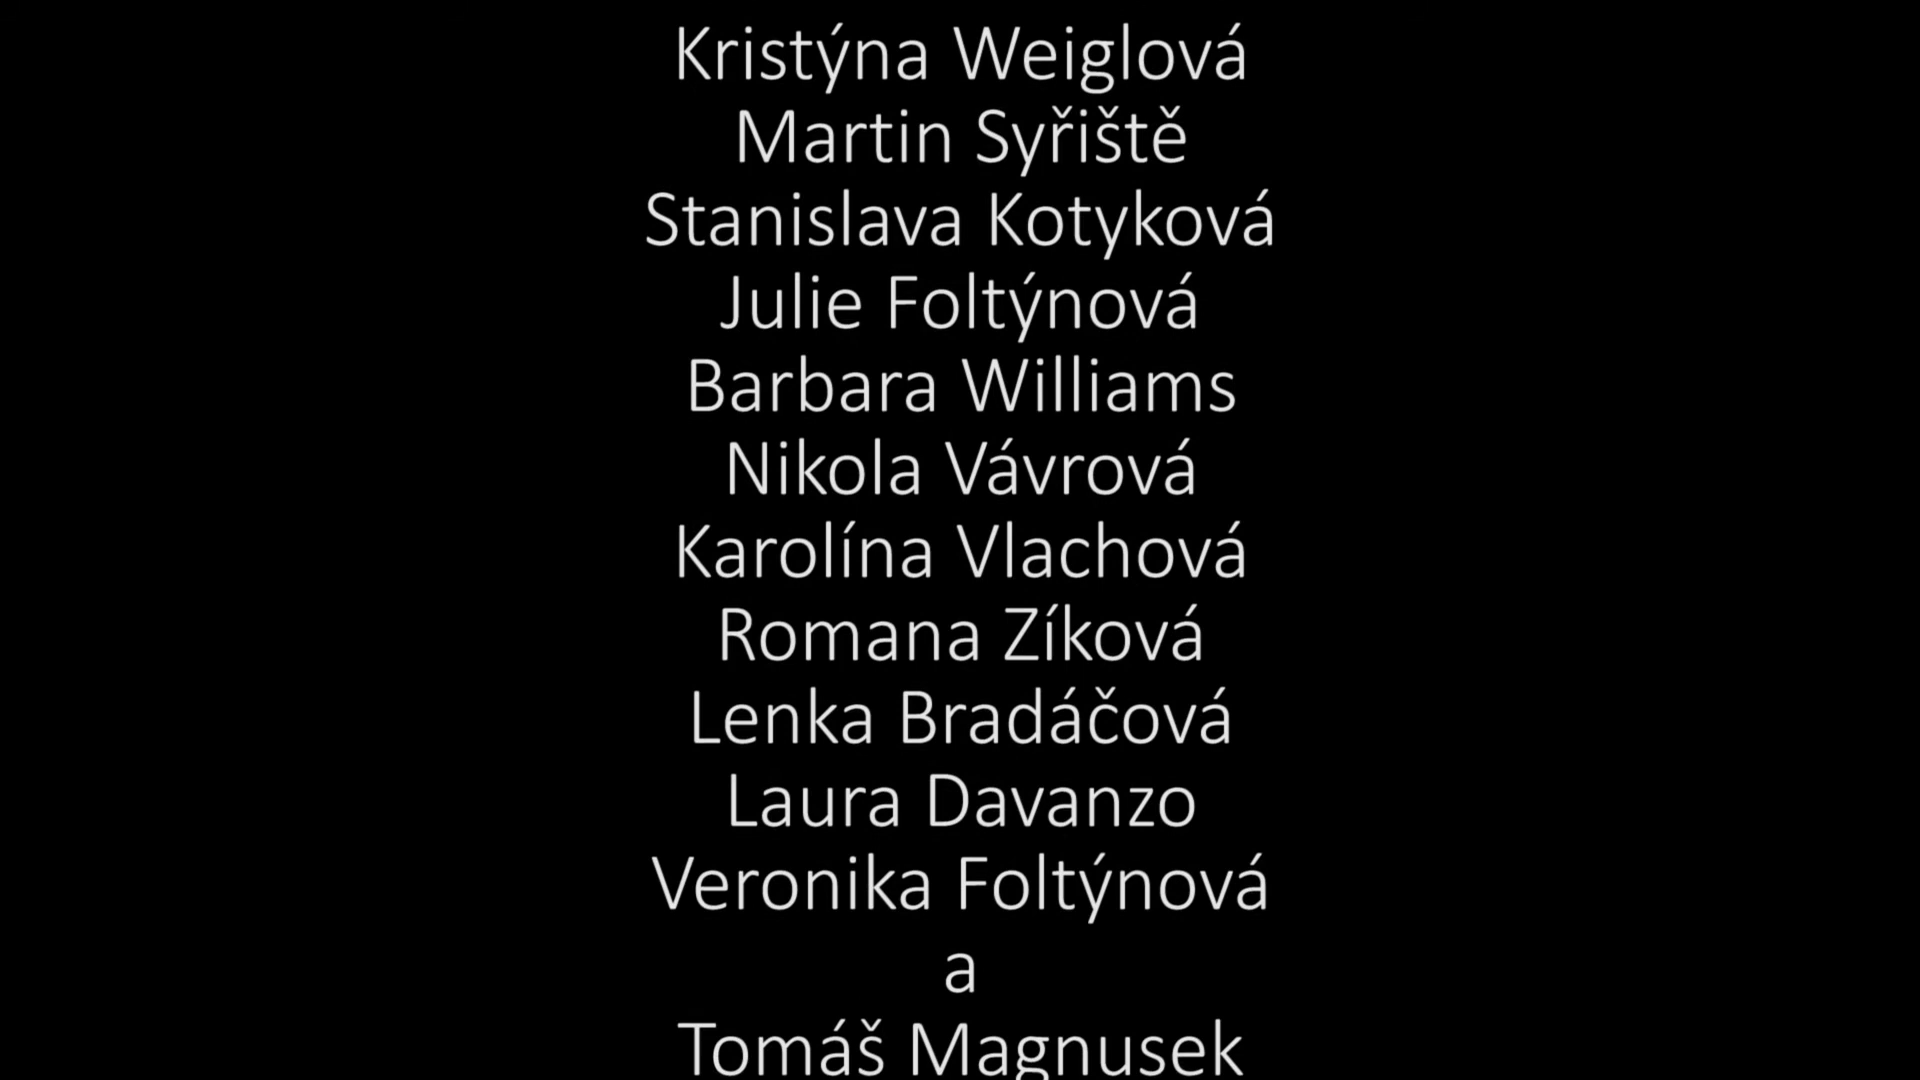 Kristýna Weiglová
Martin Syřiště
Stanislava Kotyková
Julie Foltýnová
Barbara Williams
Nikola Vávrová
Karolína Vlachová
Romana Zíková
Lenka Bradáčová
Laura Davanzo
Veronika Foltýnová
a
Tomáš Magnusek